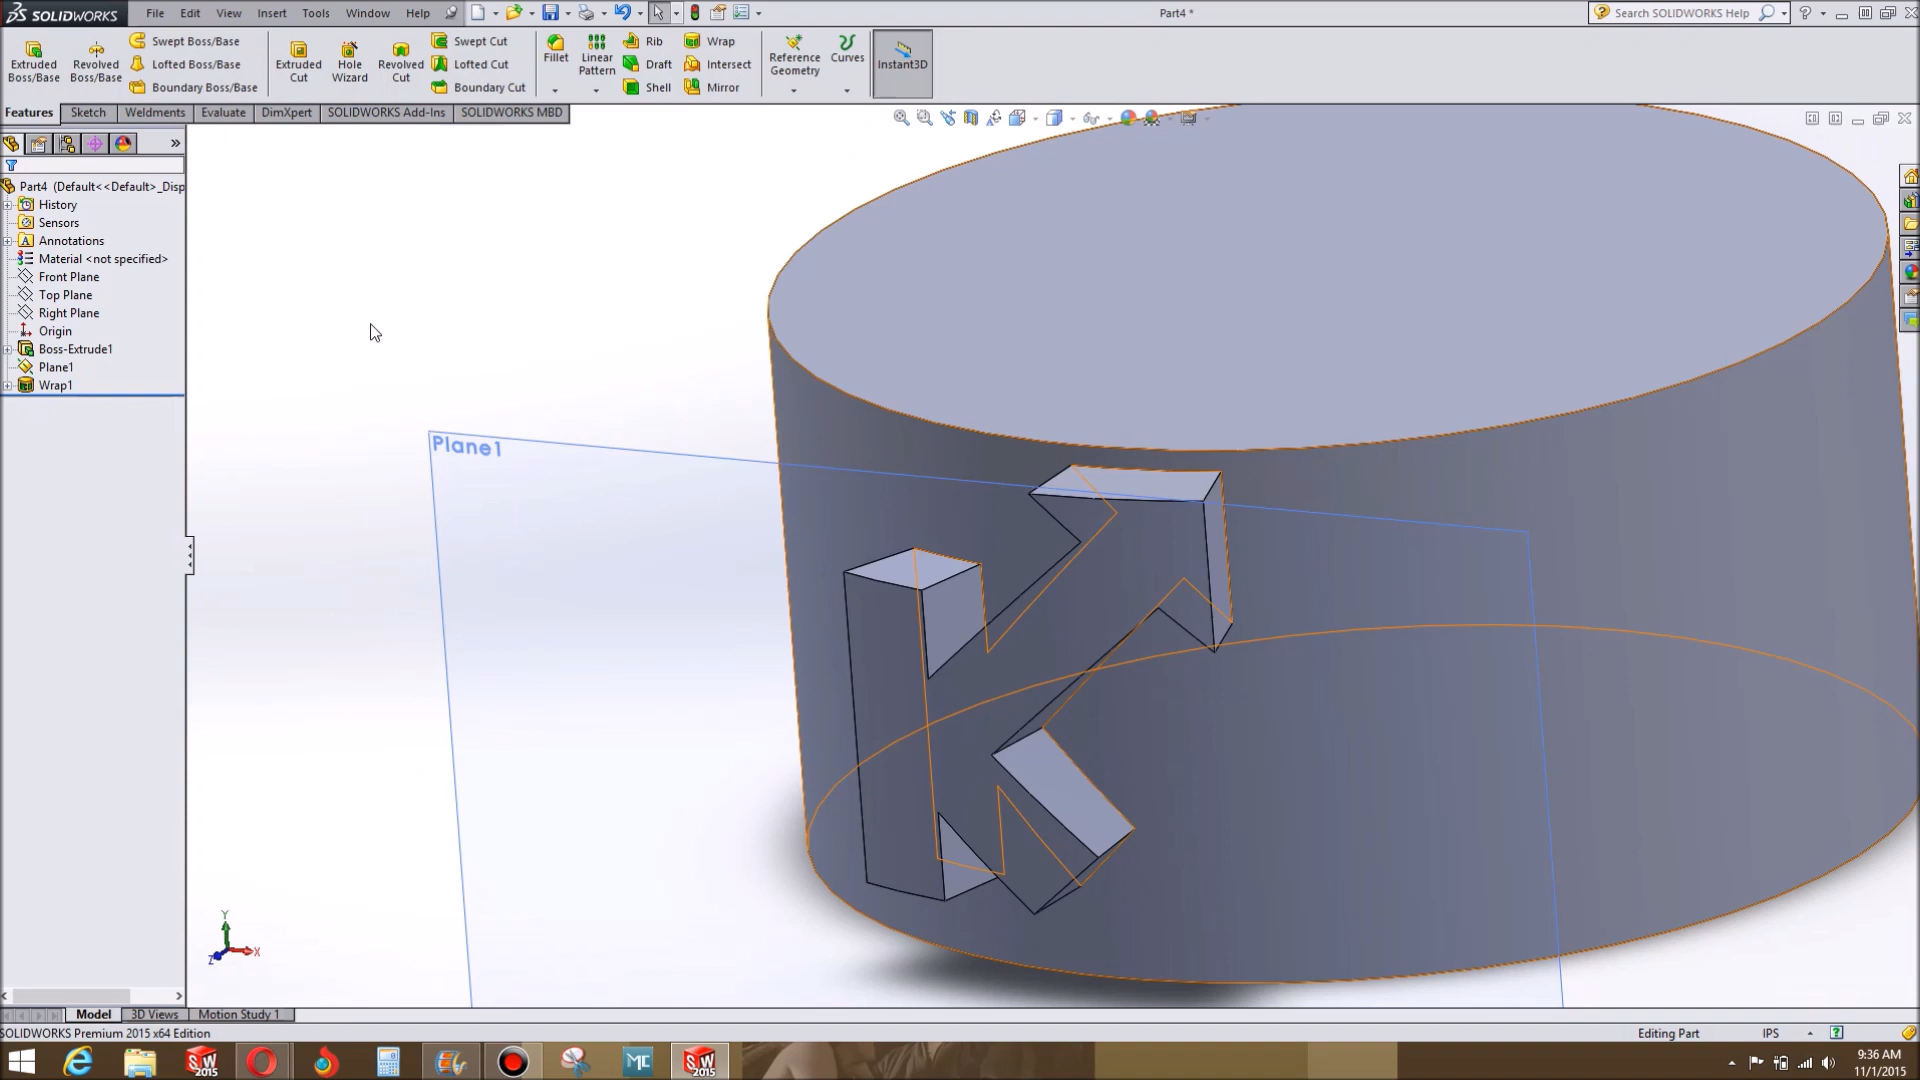 SOLIDWORKS File Edit View Insert Tools Window Help Part4 * Search SOLIDWORKS Help
Extruded Boss/Base
Revolved Boss/Base
Swept Boss/Base
Lofted Boss/Base
Boundary Boss/Base
Extruded Cut
Hole Wizard
Revolved Cut
Swept Cut
Lofted Cut
Boundary Cut
Fillet
Linear Pattern
Rib
Draft
Shell
Wrap
Intersect
Mirror
Reference Geometry
Curves
Instant3D
Features Sketch Weldments Evaluate DimXpert SOLIDWORKS Add-Ins SOLIDWORKS MBD
Part4 (Default<<Default>_Disp
History
Sensors
Annotations
Material <not specified>
Front Plane
Top Plane
Right Plane
Origin
Boss-Extrude1
Plane1
Wrap1
Plane1
K
Y
X
Z
Model 3D Views Motion Study 1
SOLIDWORKS Premium 2015 x64 Edition Editing Part IPS
9:36 AM
11/1/2015